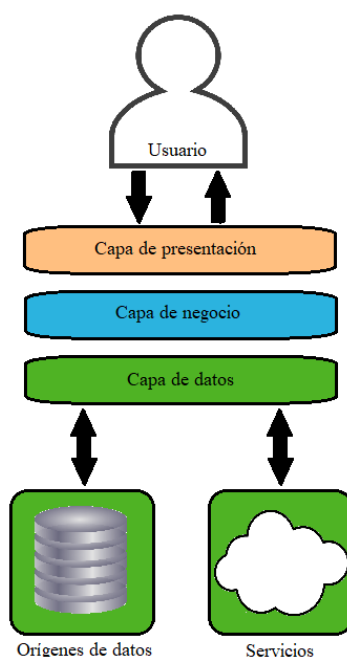 Usuario
Capa de presentación
Capa de negocio
Capa de datos
Orígenes de datos
Servicios